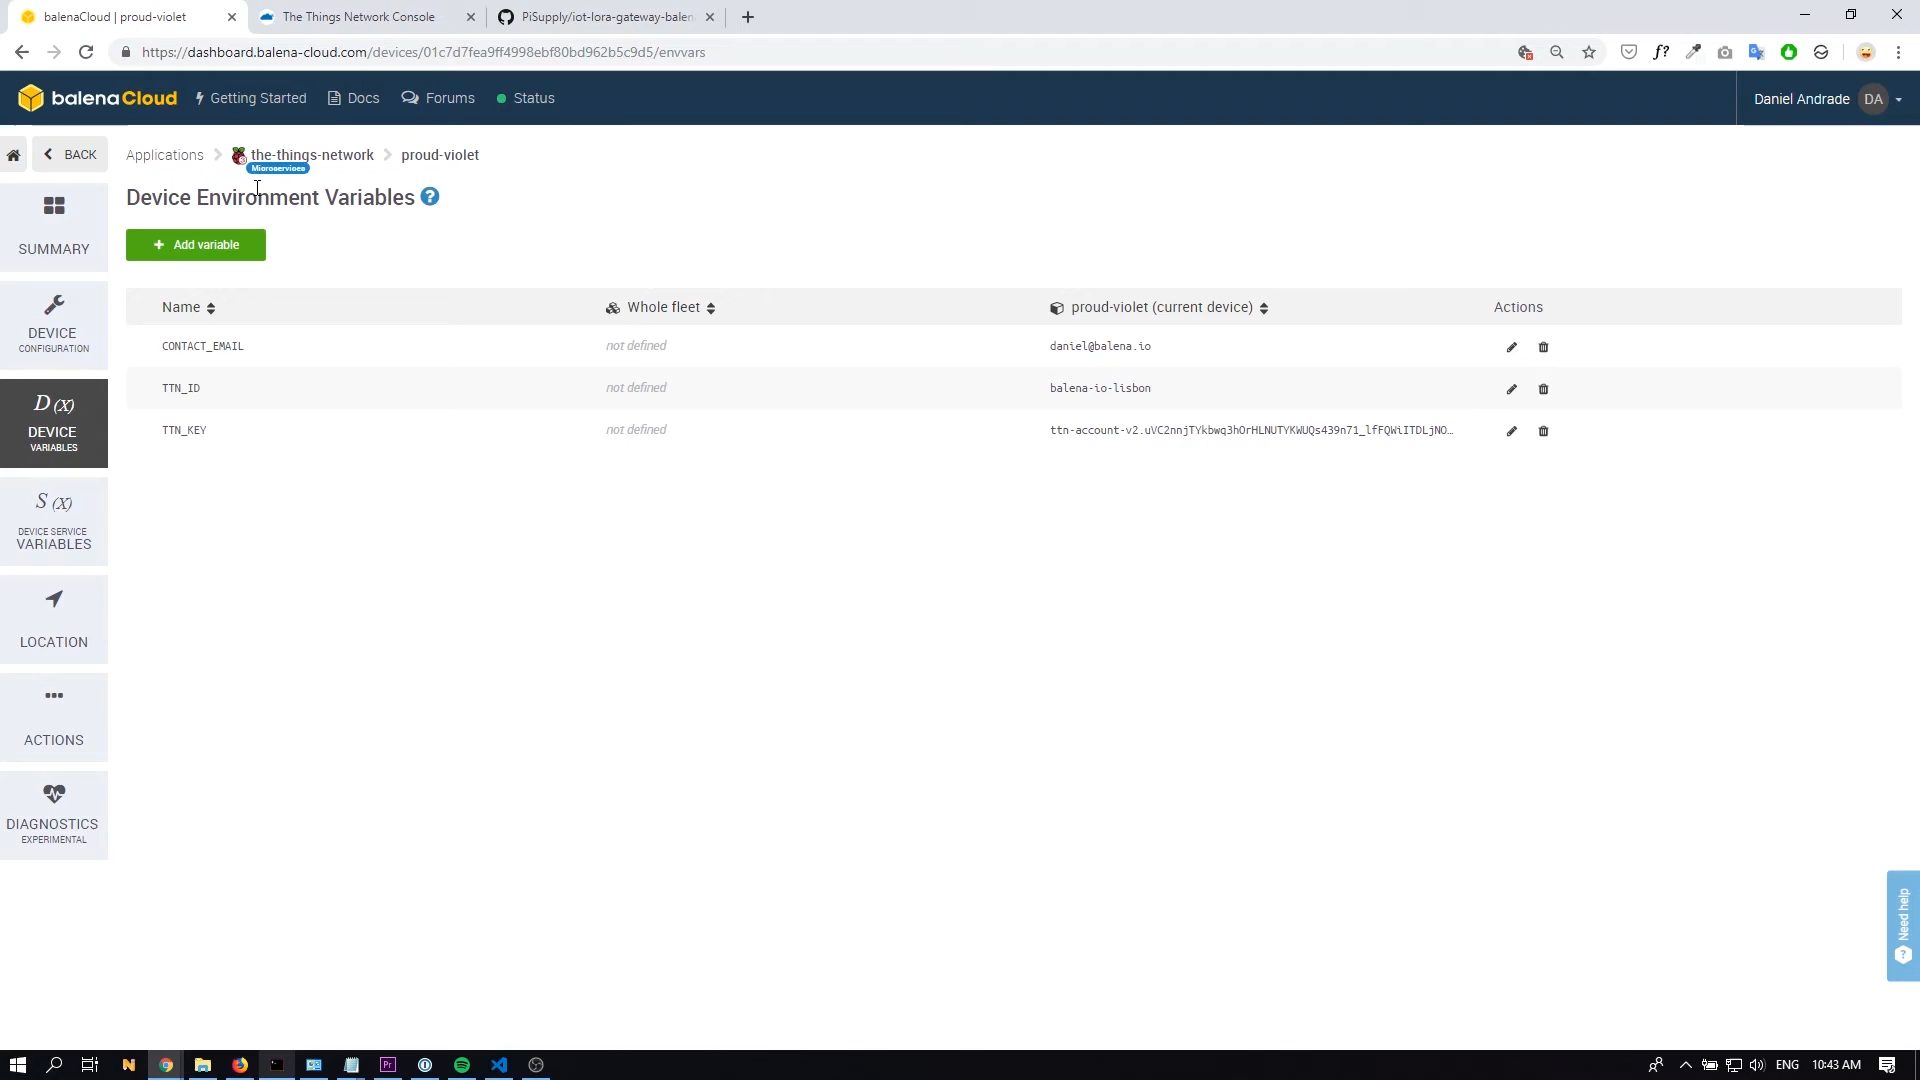 balenaCloud | proud-violet
The Things Network Console
PiSupply/iot-lora-gateway-balen
https://dashboard.balena-cloud.com/devices/01c7d7fea9ff4998ebf80bd962b5c9d5/envvars
balenaCloud
Getting Started
Docs
Forums
Status
Daniel Andrade
DA
BACK
Applications
the-things-network
proud-violet
Microservices
Device Environment Variables
?
+ Add variable
Name
Whole fleet
proud-violet (current device)
Actions
CONTACT_EMAIL
not defined
daniel@balena.io
TTN_ID
not defined
balena-io-lisbon
TTN_KEY
not defined
ttn-account-v2.uVC2nnjTYkbwq3hOrHLNUTYKWUQs439n71_lfFQWiITDLjNO…
SUMMARY
DEVICE
CONFIGURATION
D (X)
DEVICE
VARIABLES
S (X)
DEVICE SERVICE
VARIABLES
LOCATION
ACTIONS
DIAGNOSTICS
EXPERIMENTAL
Need help
?
ENG
10:43 AM